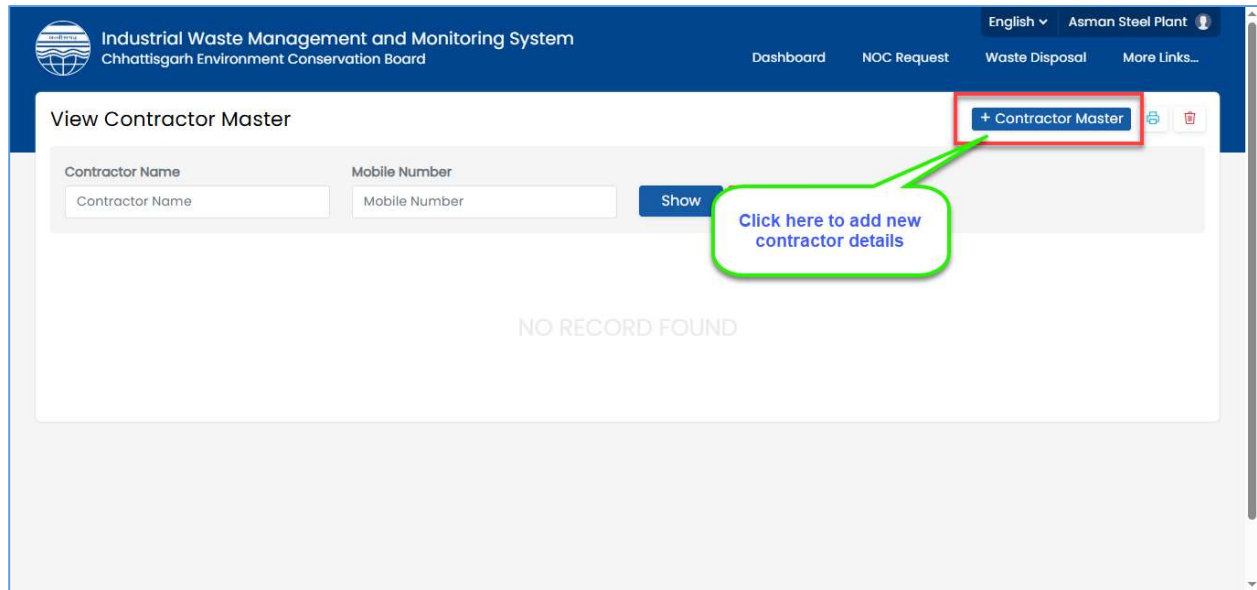 English
Asman Steel Plant
Industrial Waste Management and Monitoring System
Chhattisgarh Environment Conservation Board
Dashboard
NOC Request
Waste Disposal
More Links...
View Contractor Master
+ Contractor Master
Contractor Name
Mobile Number
Contractor Name
Mobile Number
Show
Click here to add new
contractor details
NO RECORD FOUND